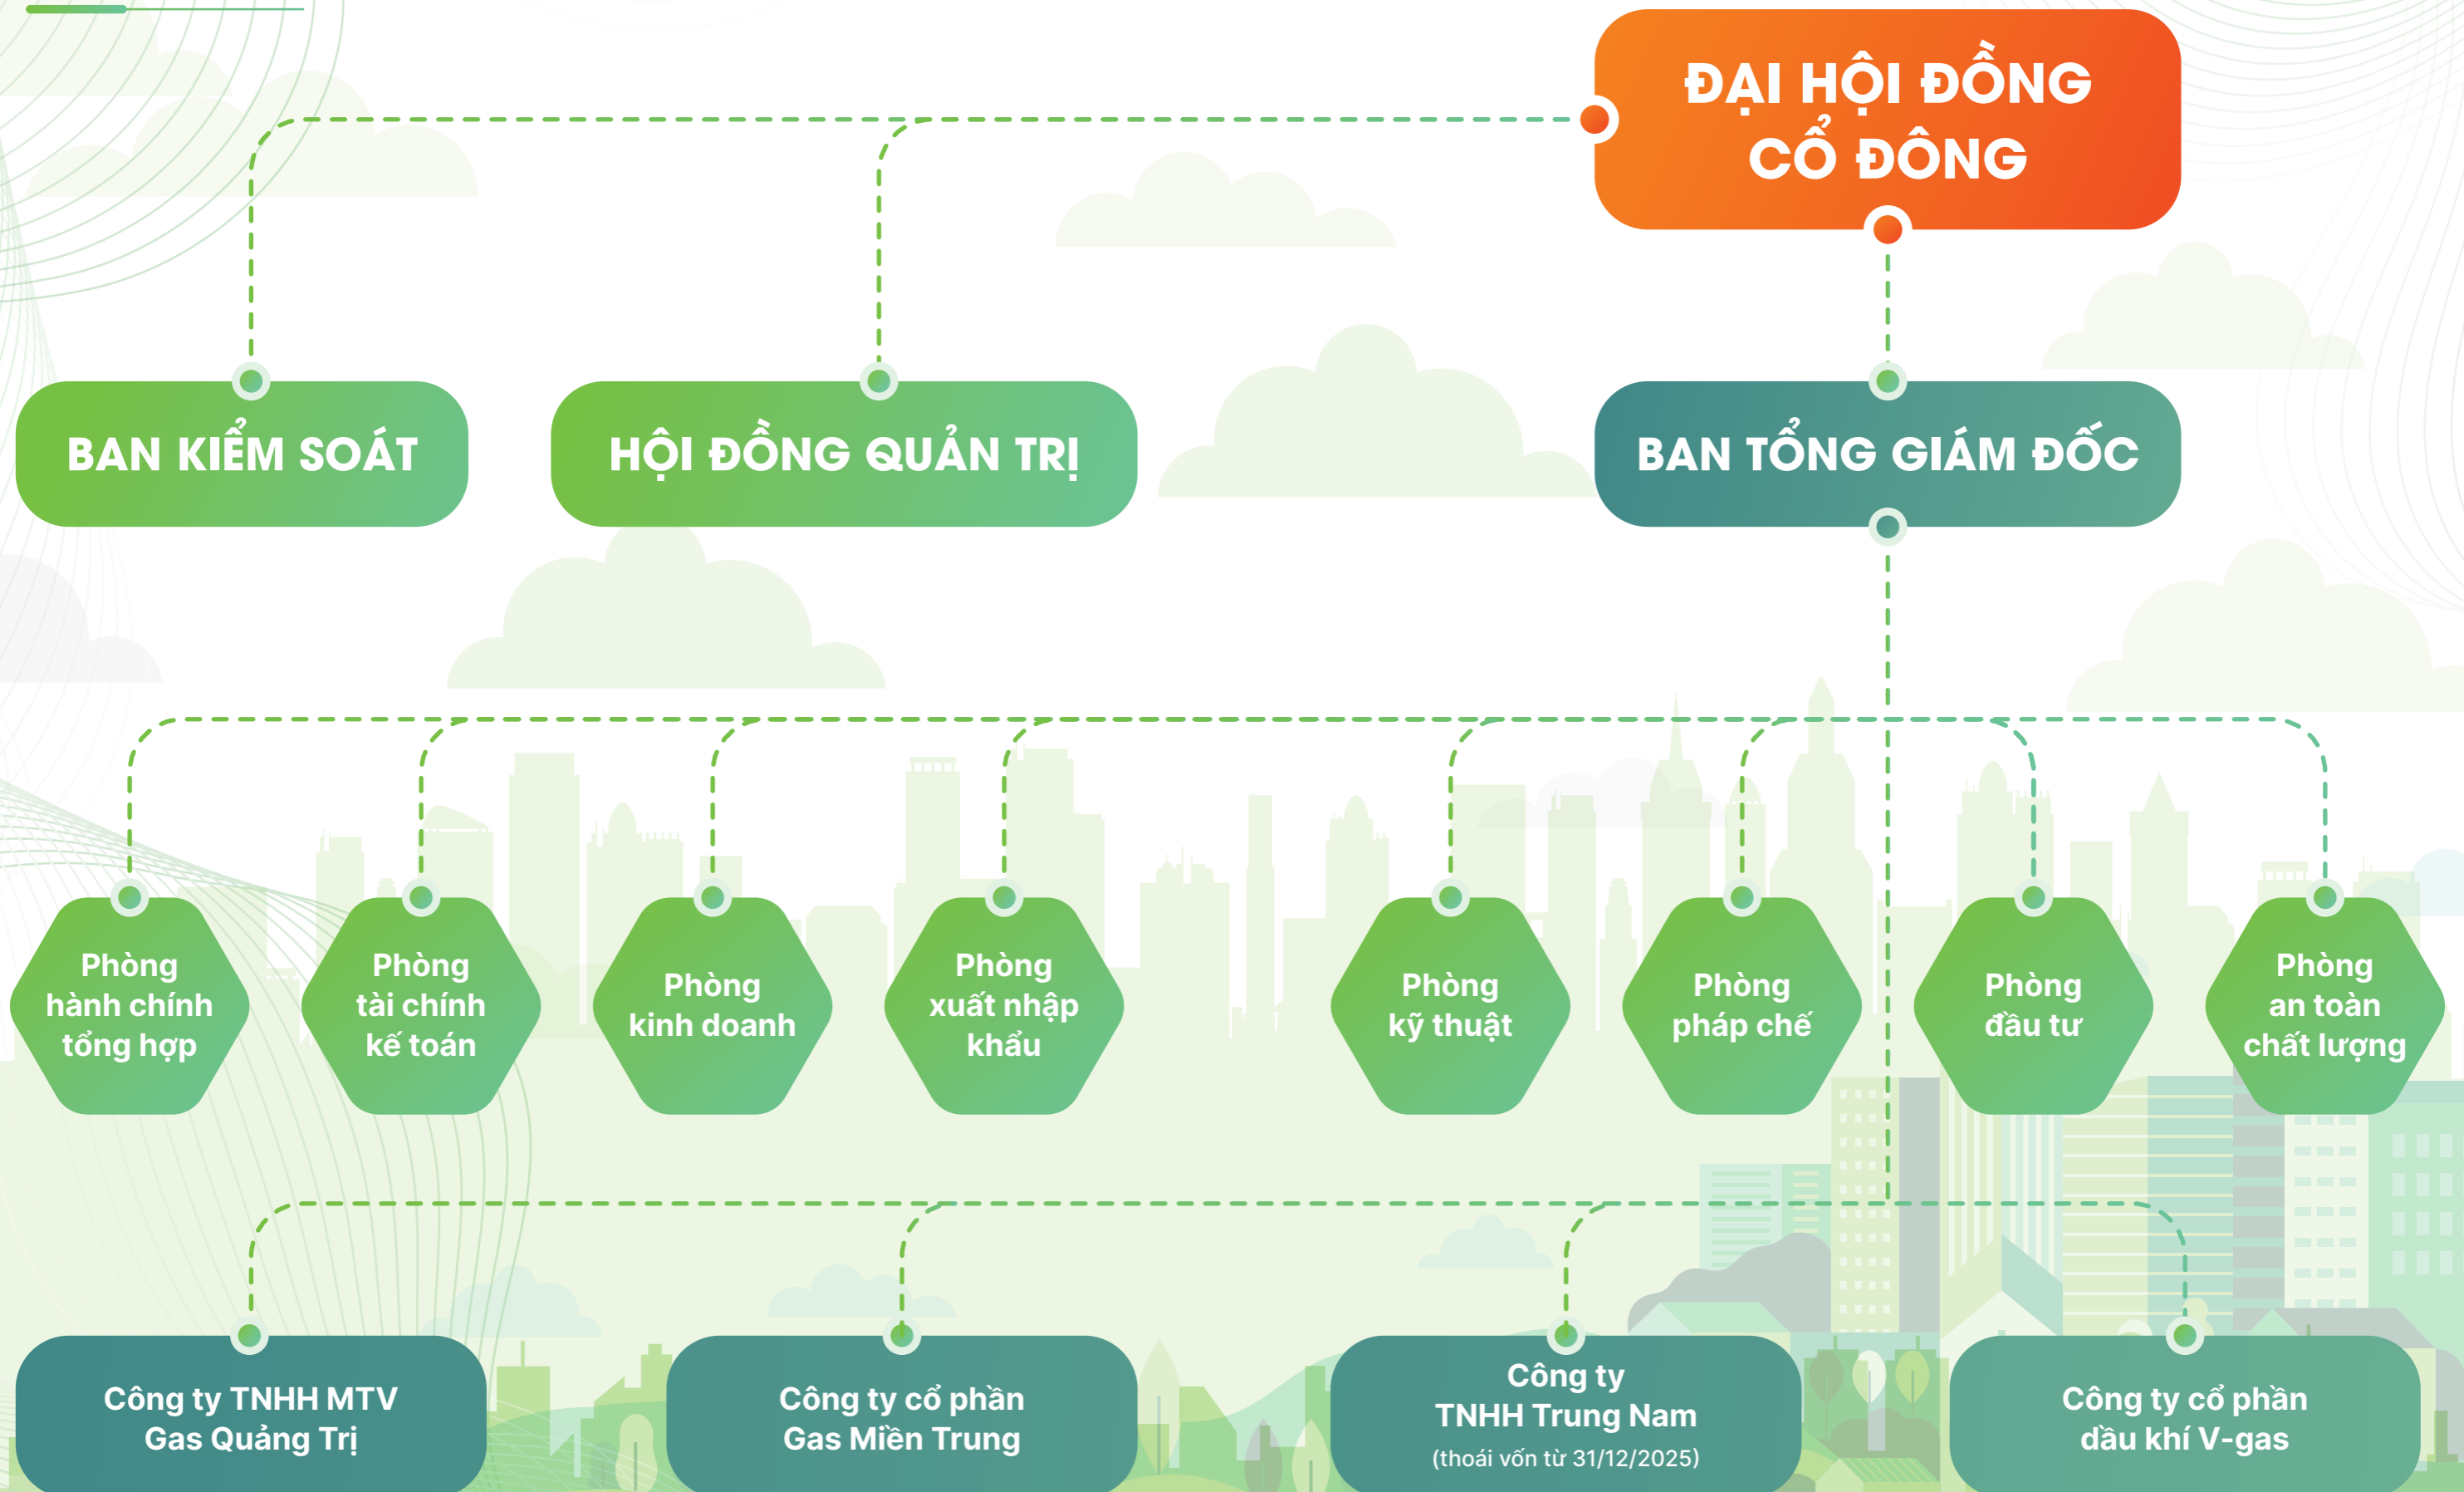 ĐẠI HỘI ĐỒNG
CỔ ĐÔNG
BAN KIỂM SOÁT
HỘI ĐỒNG QUẢN TRỊ
BAN TỔNG GIÁM ĐỐC
Phòng
hành chính
tổng hợp
Phòng
tài chính
kế toán
Phòng
kinh doanh
Phòng
xuất nhập
khẩu
Phòng
kỹ thuật
Phòng
pháp chế
Phòng
đầu tư
Phòng
an toàn
chất lượng
Công ty TNHH MTV
Gas Quảng Trị
Công ty cổ phần
Gas Miền Trung
Công ty
TNHH Trung Nam
(thoái vốn từ 31/12/2025)
Công ty cổ phần
dầu khí V-gas